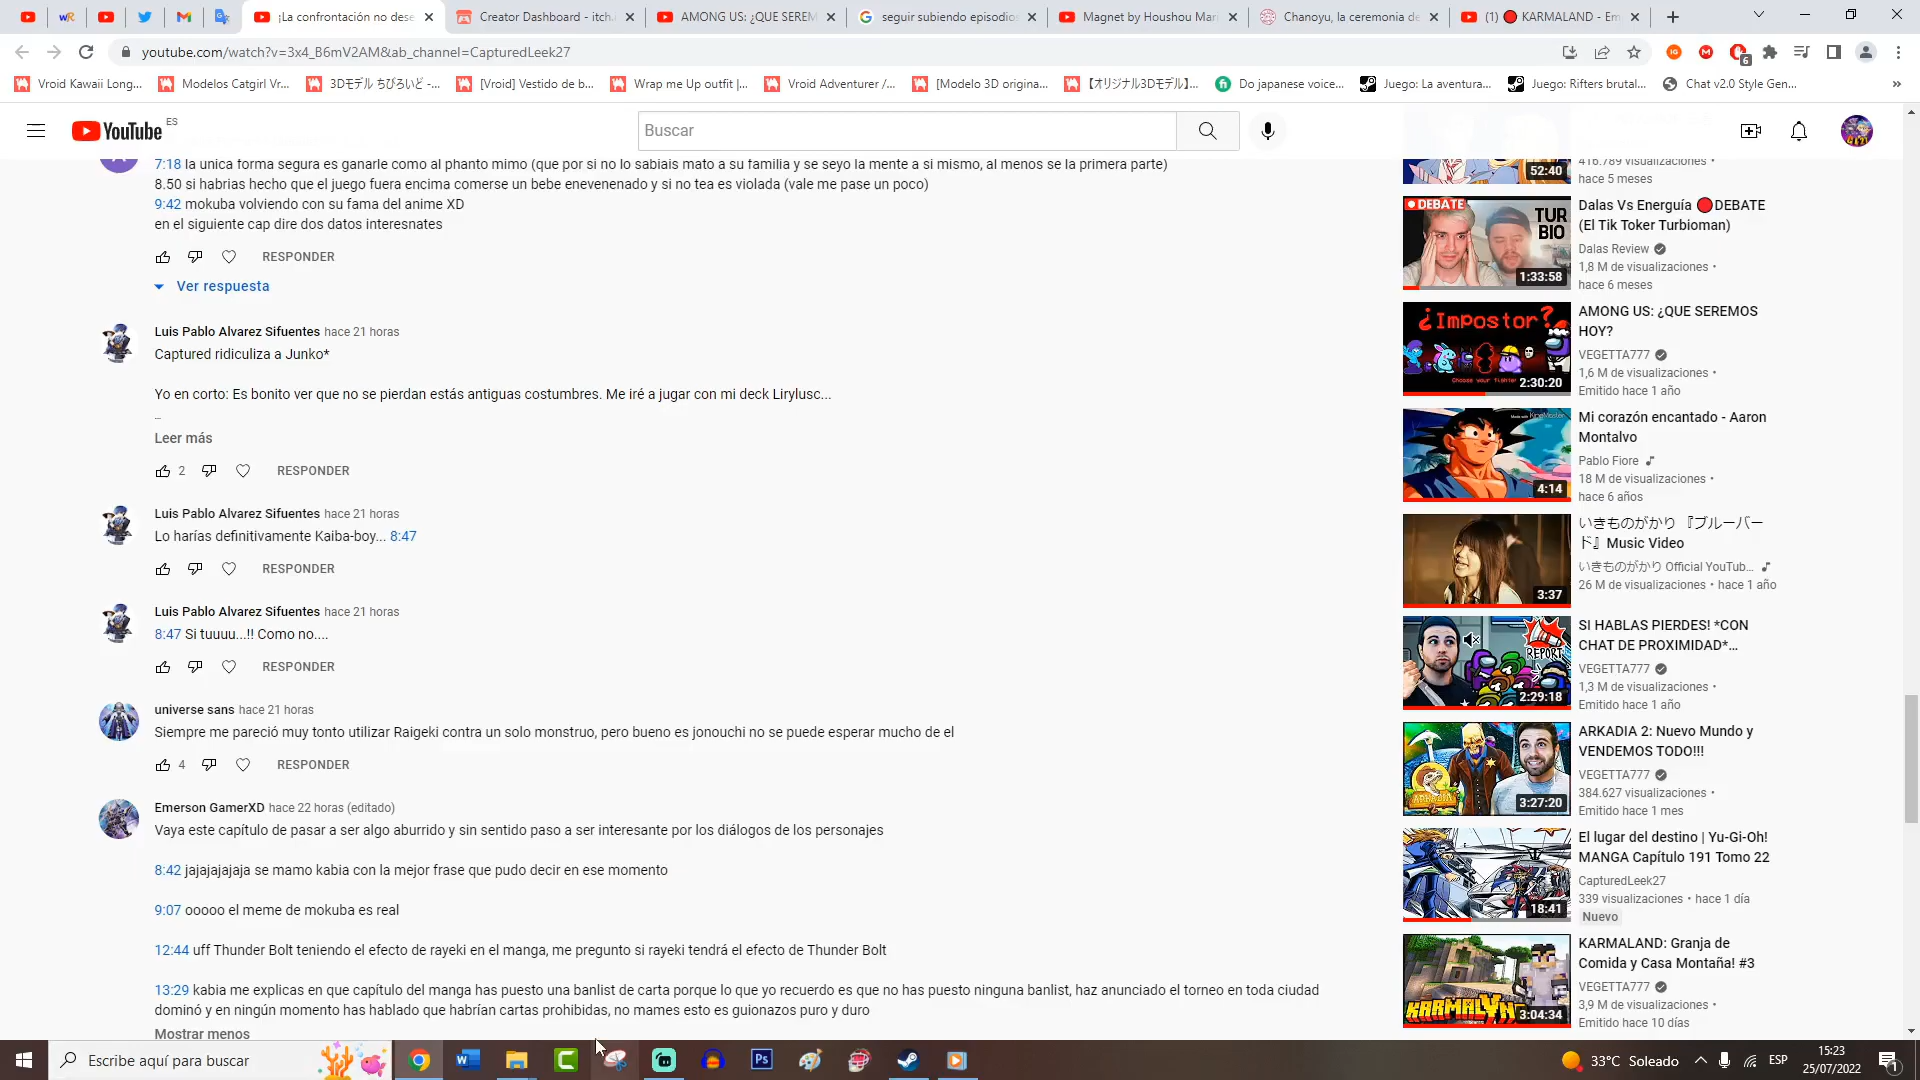 ¡La confrontación no dese
Creator Dashboard - itch.i
AMONG US: ¿QUE SEREM
seguir subiendo episodios
Magnet by Houshou Mari
Chanoyu, la ceremonia de
(1) 🔴 KARMALAND - En
youtube.com/watch?v=3x4_B6mV2AM&ab_channel=CapturedLeek27
6
Vroid Kawaii Long...
Modelos Catgirl Vr...
3Dモデル ちびろいど -...
[Vroid] Vestido de b...
Wrap me Up outfit |...
Vroid Adventurer /...
[Modelo 3D origina...
【オリジナル3Dモデル】...
Do japanese voice...
Juego: La aventura...
Juego: Rifters brutal...
Chat v2.0 Style Gen...
YouTube ES
Buscar
7:18 la unica forma segura es ganarle como al phanto mimo (que por si no lo sabiais mato a su familia y se seyo la mente a si mismo, al menos se la primera parte)
8.50 si habrias hecho que el juego fuera encima comerse un bebe enevenenado y si no tea es violada (vale me pase un poco)
9:42 mokuba volviendo con su fama del anime XD
en el siguiente cap dire dos datos interesnates
RESPONDER
Ver respuesta
Luis Pablo Alvarez Sifuentes hace 21 horas
Captured ridiculiza a Junko*
Yo en corto: Es bonito ver que no se pierdan estás antiguas costumbres. Me iré a jugar con mi deck Lirylusc...
...
Leer más
2 RESPONDER
Luis Pablo Alvarez Sifuentes hace 21 horas
Lo harías definitivamente Kaiba-boy... 8:47
RESPONDER
Luis Pablo Alvarez Sifuentes hace 21 horas
8:47 Si tuuuu...!! Como no....
RESPONDER
universe sans hace 21 horas
Siempre me pareció muy tonto utilizar Raigeki contra un solo monstruo, pero bueno es jonouchi no se puede esperar mucho de el
4 RESPONDER
Emerson GamerXD hace 22 horas (editado)
Vaya este capítulo de pasar a ser algo aburrido y sin sentido paso a ser interesante por los diálogos de los personajes
8:42 jajajajajaja se mamo kabia con la mejor frase que pudo decir en ese momento
9:07 ooooo el meme de mokuba es real
12:44 uff Thunder Bolt teniendo el efecto de rayeki en el manga, me pregunto si rayeki tendrá el efecto de Thunder Bolt
13:29 kabia me explicas en que capítulo del manga has puesto una banlist de carta porque lo que yo recuerdo es que no has puesto ninguna banlist, haz anunciado el torneo en toda ciudad
dominó y en ningún momento has hablado que habrían cartas prohibidas, no mames esto es guionazos puro y duro
Mostrar menos
52:40
416.789 visualizaciones •
hace 5 meses
DEBATE
TUR
BIO
1:33:58
Dalas Vs Energuía 🔴DEBATE
(El Tik Toker Turbioman)
Dalas Review
1,8 M de visualizaciones •
hace 6 meses
¿Impostor?
Choose your fighter
2:30:20
AMONG US: ¿QUE SEREMOS
HOY?
VEGETTA777
1,6 M de visualizaciones •
Emitido hace 1 año
4:14
Mi corazón encantado - Aaron
Montalvo
Pablo Fiore
18 M de visualizaciones •
hace 6 años
3:37
いきものがかり 『ブルーバー
ド』Music Video
いきものがかり Official YouTub...
26 M de visualizaciones • hace 1 año
REPORT
2:29:18
SI HABLAS PIERDES! *CON
CHAT DE PROXIMIDAD*...
VEGETTA777
1,3 M de visualizaciones •
Emitido hace 1 año
ARKADIA
3:27:20
ARKADIA 2: Nuevo Mundo y
VENDEMOS TODO!!!
VEGETTA777
384.627 visualizaciones •
Emitido hace 1 mes
18:41
El lugar del destino | Yu-Gi-Oh!
MANGA Capítulo 191 Tomo 22
CapturedLeek27
339 visualizaciones • hace 1 día
Nuevo
KARMALAND
3:04:34
KARMALAND: Granja de
Comida y Casa Montaña! #3
VEGETTA777
3,9 M de visualizaciones •
Emitido hace 10 días
Escribe aquí para buscar
33°C Soleado
ESP
15:23
25/07/2022
1